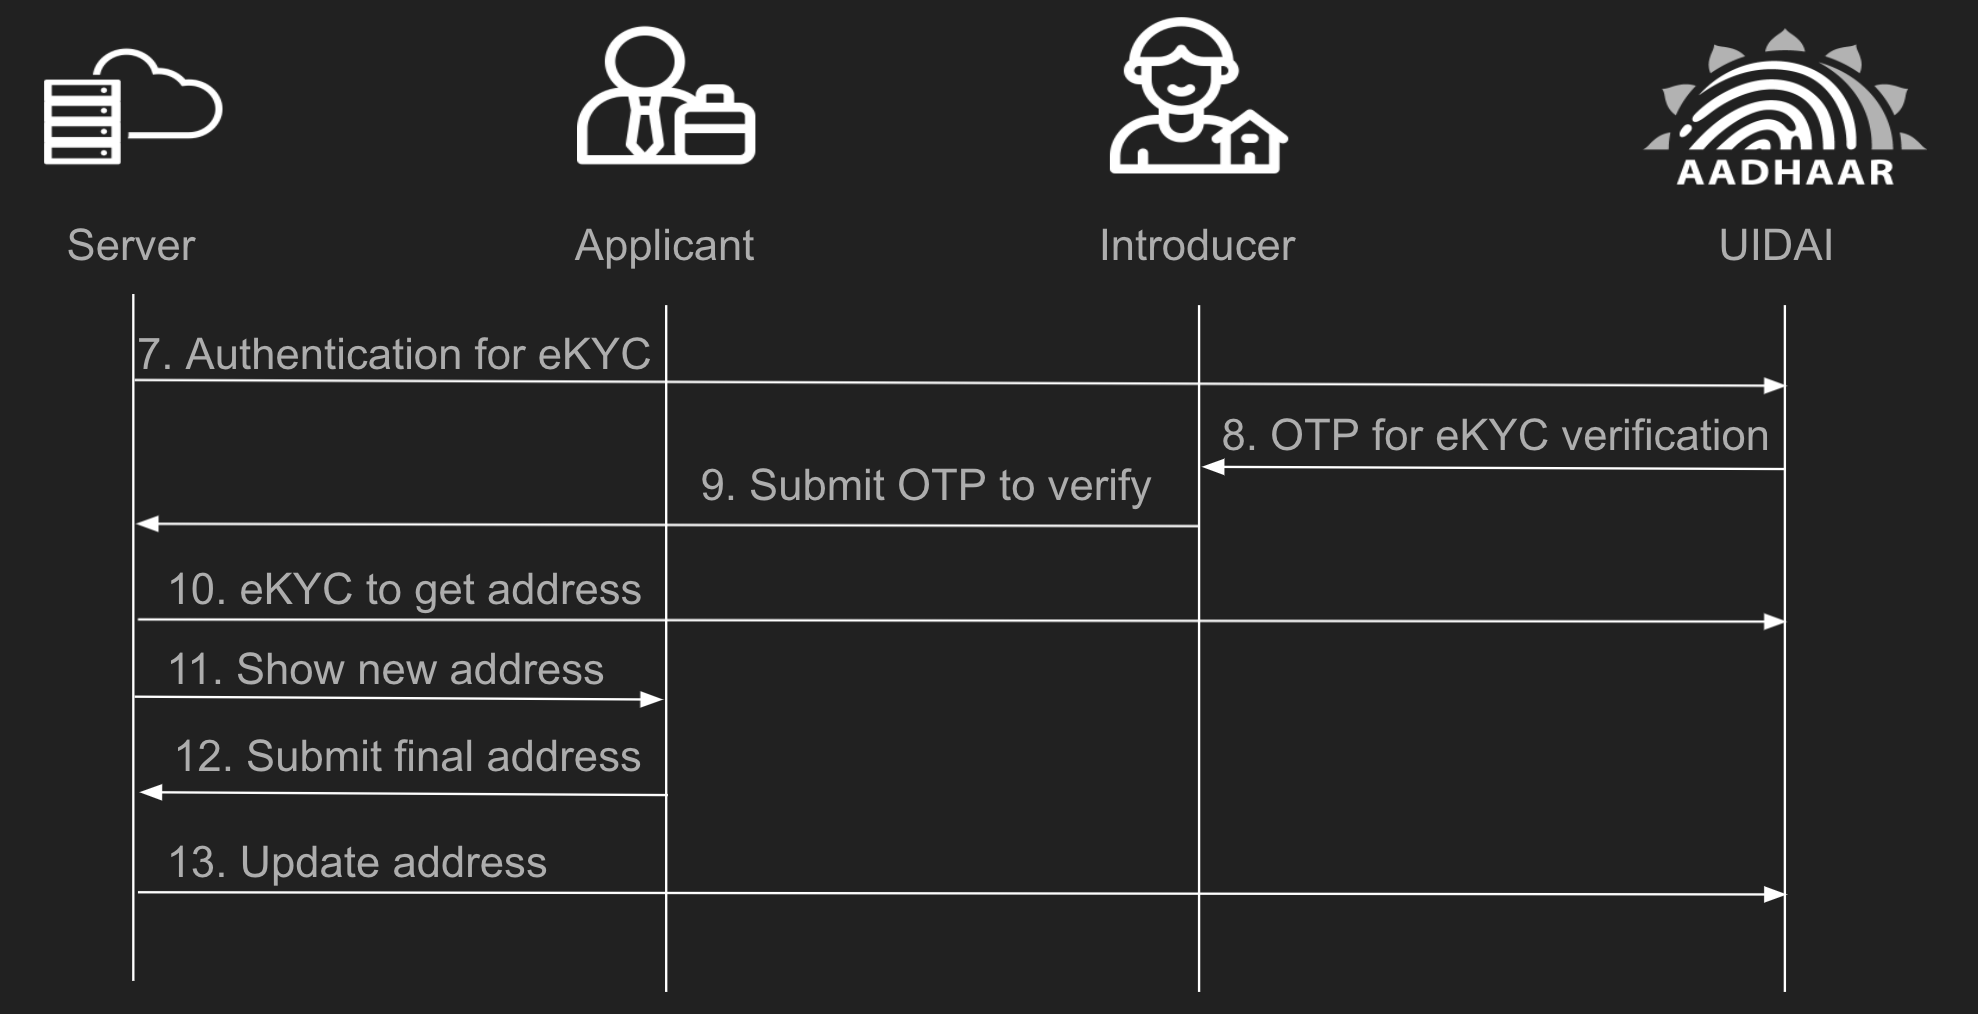 AADHAAR
Server
Applicant
Introducer
UIDAI
7. Authentication for eKYC
8. OTP for eKYC verification
9. Submit OTP to verify
10. eKYC to get address
11. Show new address
12. Submit final address
13. Update address